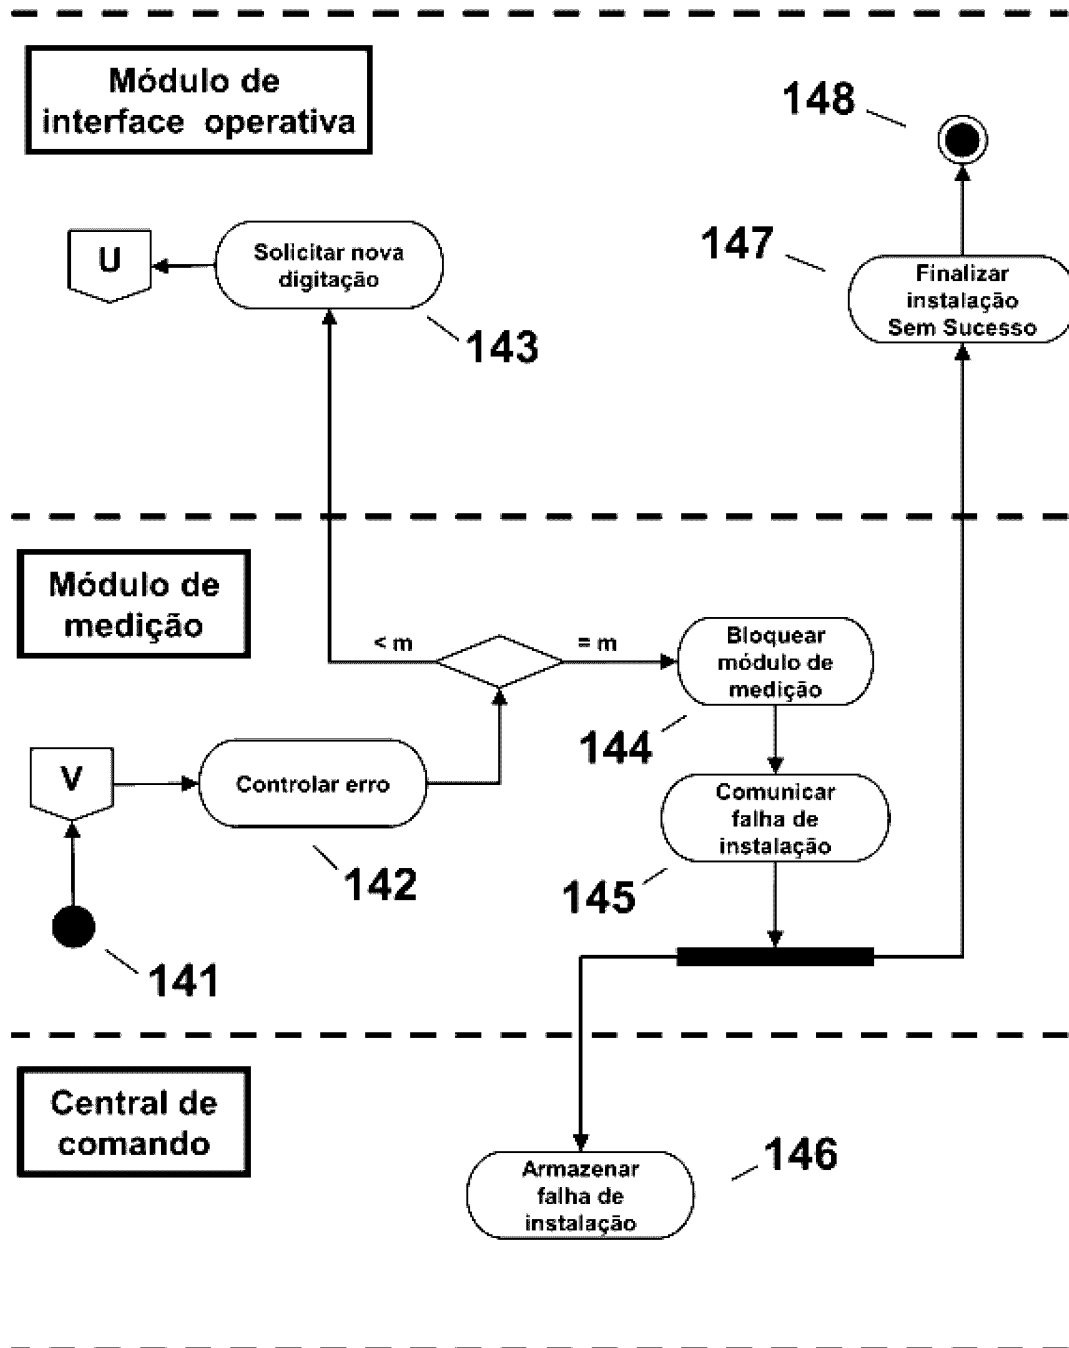 Módulo de
interface operativa
148
147
U
Solicitar nova
digitação
143
Finalizar
instalação
Sem Sucesso
Módulo de
medição
< m
= m
Bloquear
módulo de
medição
144
V
Controlar erro
142
Comunicar
falha de
instalação
145
141
Central de
comando
146
Armazenar
falha de
instalação